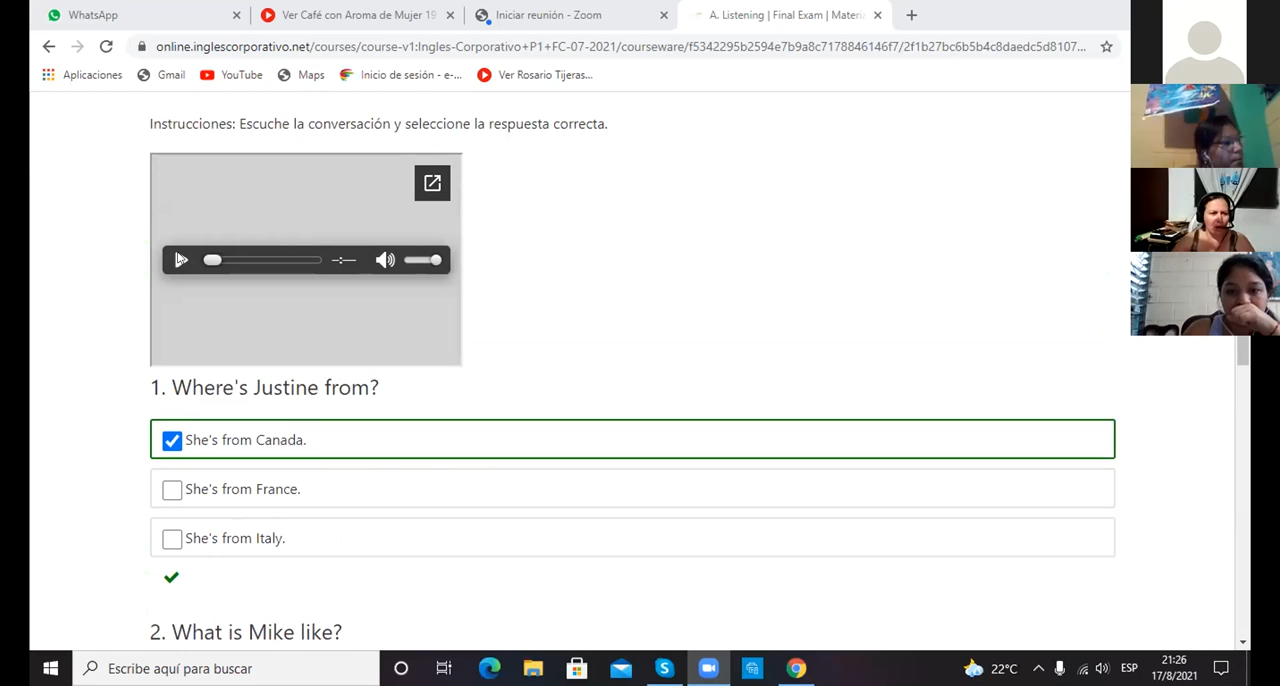 WhatsApp
Ver Café con Aroma de Mujer 19
Iniciar reunión - Zoom
A. Listening | Final Exam | Materia
online.inglescorporativo.net/courses/course-v1:Ingles-Corporativo+P1+FC-07-2021/courseware/f5342295b2594e7b9a8c7178846146f7/2f1b27bc6b5b4c8daedc5d8107...
Aplicaciones
Gmail
YouTube
Maps
Inicio de sesión - e-...
Ver Rosario Tijeras...
Instrucciones: Escuche la conversación y seleccione la respuesta correcta.
1. Where's Justine from?
She's from Canada.
She's from France.
She's from Italy.
2. What is Mike like?
Escribe aquí para buscar
22°C
ESP
21:26
17/8/2021